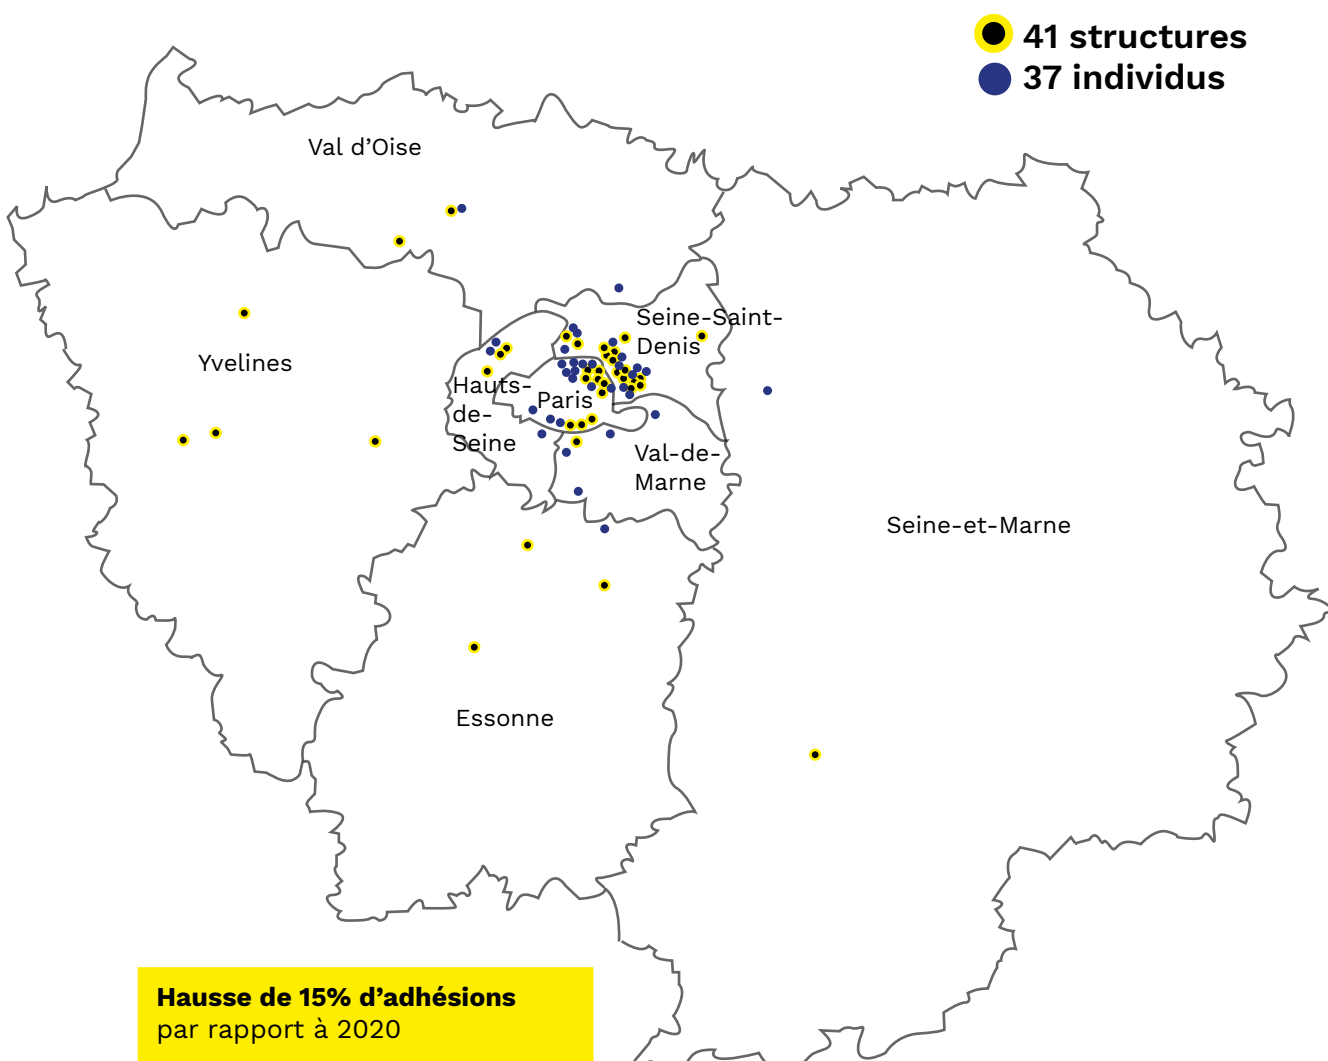 41 structures
37 individus
Val d’Oise
Seine-Saint-
Denis
Yvelines
Hauts-
de-
Seine
Paris
Val-de-
Marne
Seine-et-Marne
Essonne
Hausse de 15% d’adhésions
par rapport à 2020